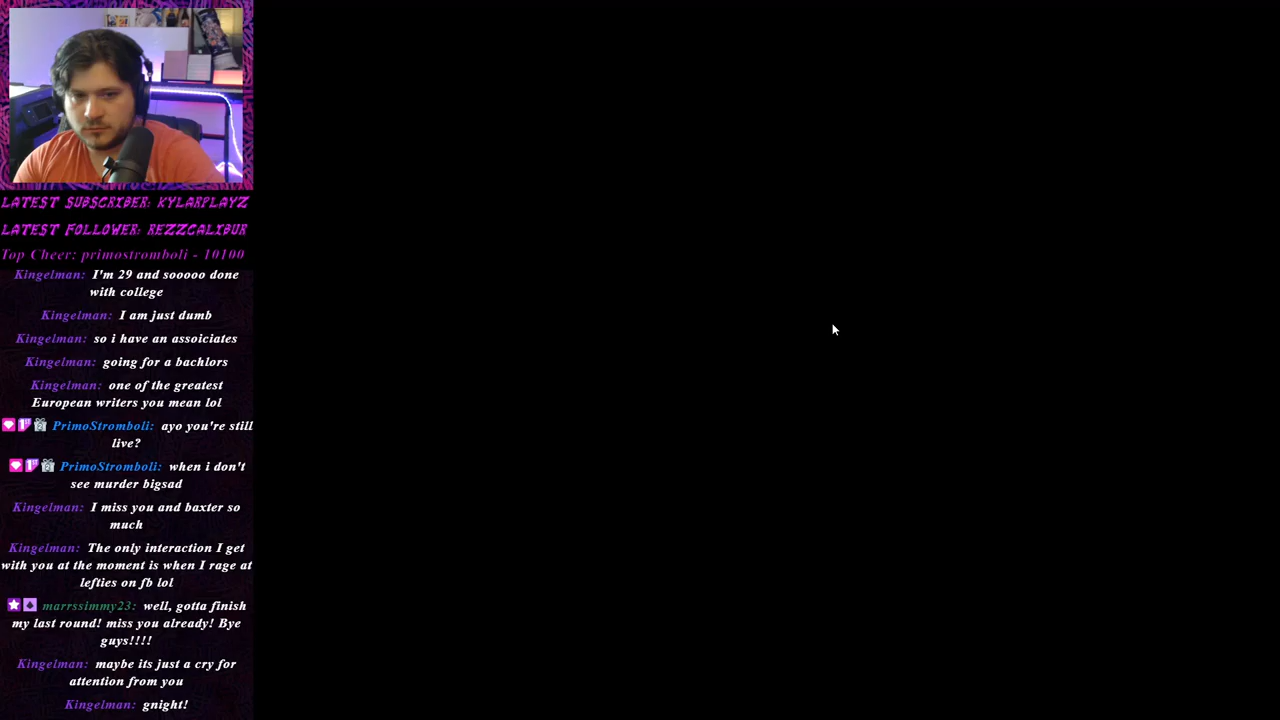 LATEST SUBSCRIBER: KYLARPLAYZ
LATEST FOLLOWER: REZZCALIBUR
Top Cheer: primostromboli - 10100
Kingelman: I'm 29 and sooooo done
with college
Kingelman: I am just dumb
Kingelman: so i have an assoiciates
Kingelman: going for a bachlors
Kingelman: one of the greatest
European writers you mean lol
PrimoStromboli: ayo you're still
live?
PrimoStromboli: when i don't
see murder bigsad
Kingelman: I miss you and baxter so
much
Kingelman: The only interaction I get
with you at the moment is when I rage at
lefties on fb lol
marrssimmy23: well, gotta finish
my last round! miss you already! Bye
guys!!!!
Kingelman: maybe its just a cry for
attention from you
Kingelman: gnight!